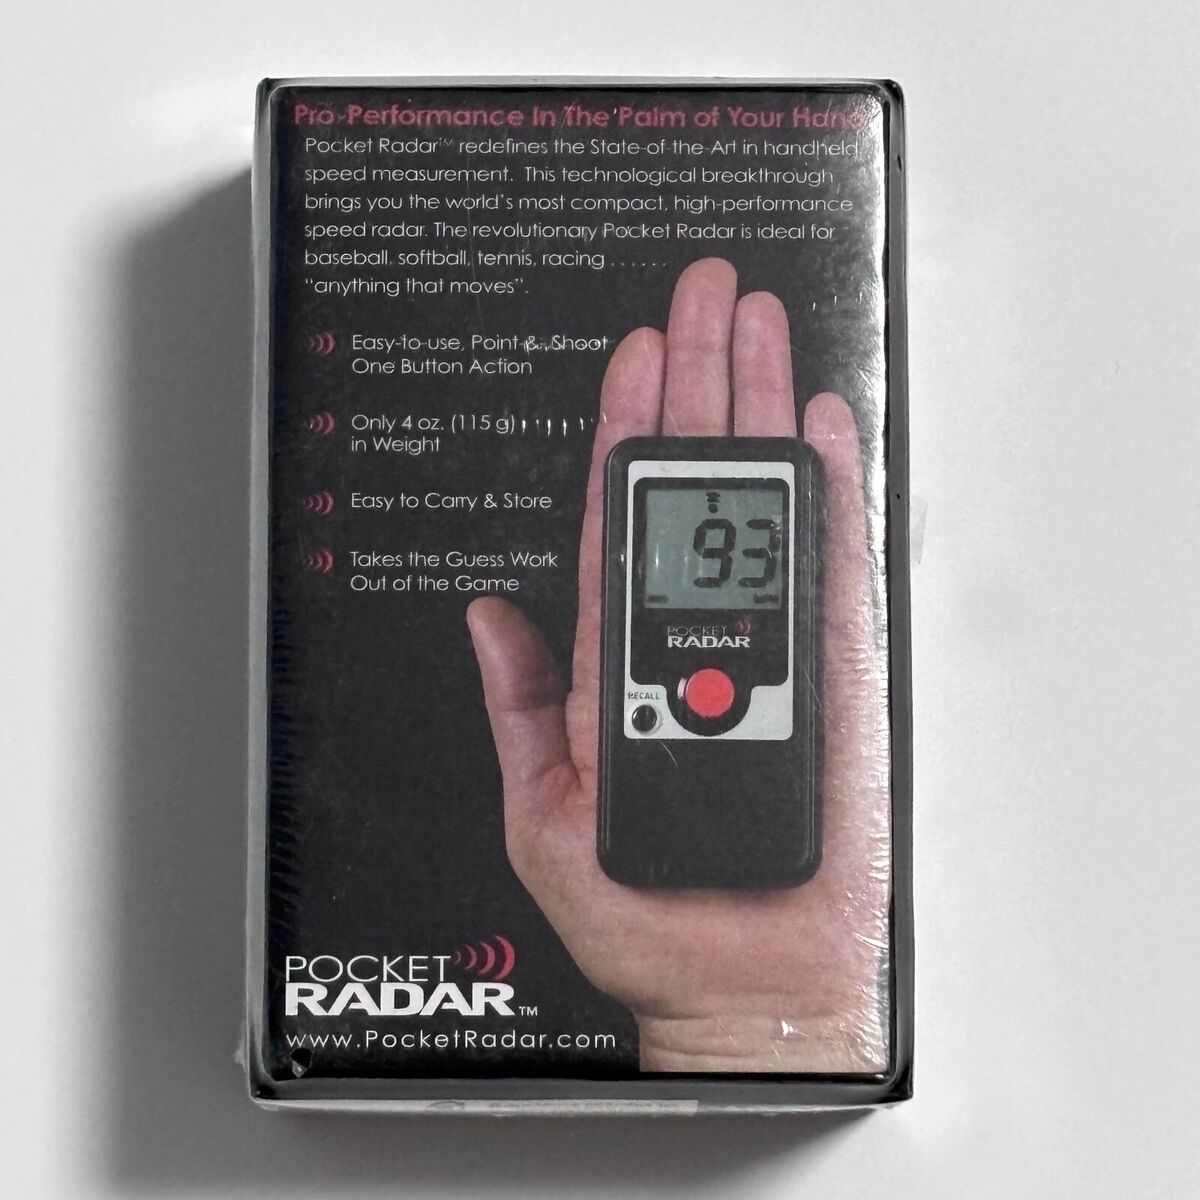 Pro-Performance In The Palm of Your Hand
Pocket Radar™ redefines the State-of-the-Art in handheld
speed measurement. This technological breakthrough
brings you the world's most compact, high-performance
speed radar. The revolutionary Pocket Radar is ideal for
baseball, softball, tennis, racing . . . . . .
"anything that moves".
Easy-to-use, Point & Shoot
One Button Action
Only 4 oz. (115 g)
in Weight
Easy to Carry & Store
Takes the Guess Work
Out of the Game
93
POCKET
RADAR
RECALL
POCKET
RADAR™
www.PocketRadar.com